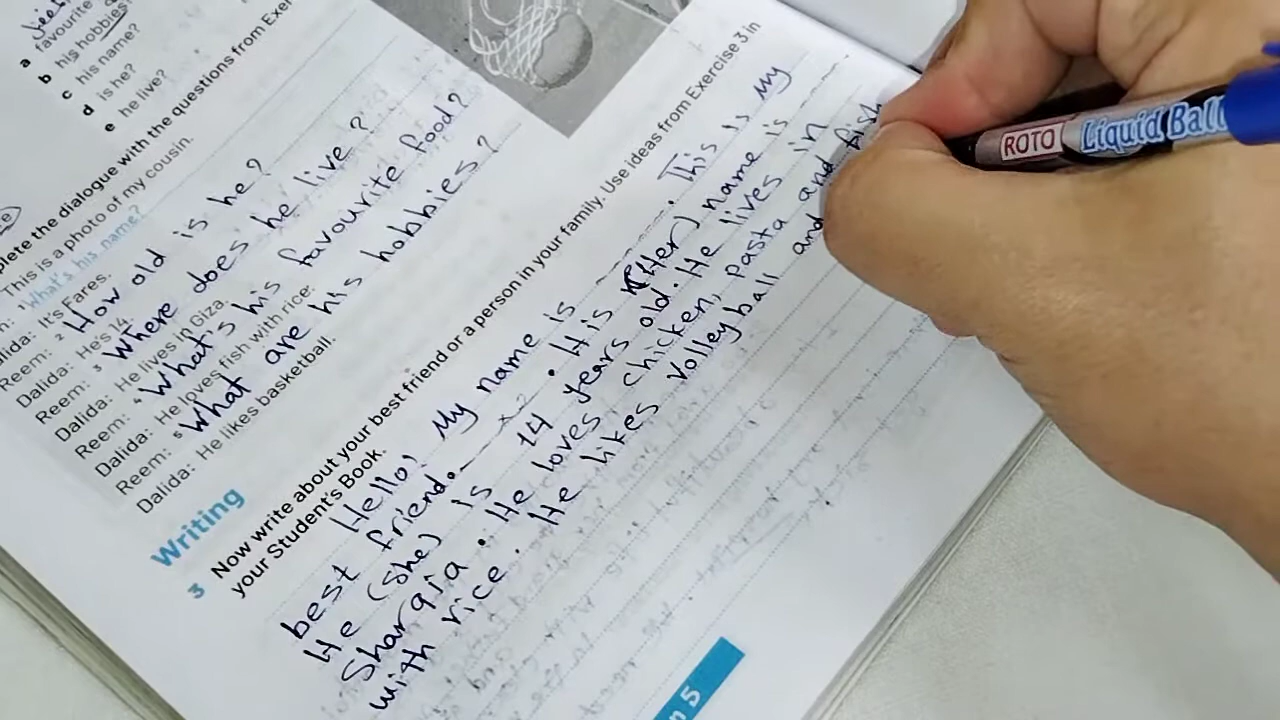 favourite
a his hobbies?
b his name?
c is he?
d he live?
e
plete the dialogue with the questions from Exer
This is a photo of my cousin.
1 What's his name?
Dalida: It's Fares.
Reem: 2 How old is he?
Dalida: He's 14.
Reem: 3 Where does he live?
Dalida: He lives in Giza.
Reem: 4 What's his favourite food?
Dalida: He loves fish with rice.
Reem: 5 What are his hobbies?
Dalida: He likes basketball.
Writing
3 Now write about your best friend or a person in your family. Use ideas from Exercise 3 in
your Student's Book.
Hello, My name is . This is my
best friend. . His (Her) name is
He (she) is 14 years old. He lives in
Sharqia. He loves chicken, pasta and fish
with rice. He likes volleyball and
n 5
ROTO Liquid Ball